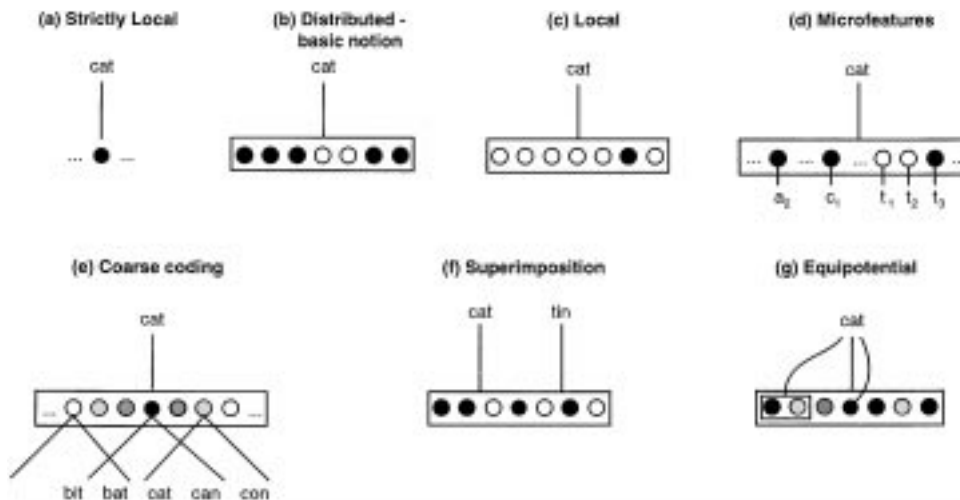 (a) Strictly Local
cat
... ...
(b) Distributed -
basic notion
cat
(c) Local
cat
(d) Microfeatures
cat
... ... ... ...
a2 c1 t1 t2 t3
(e) Coarse coding
cat
... ...
bit bat cat can con
(f) Superimposition
cat tin
(g) Equipotential
cat